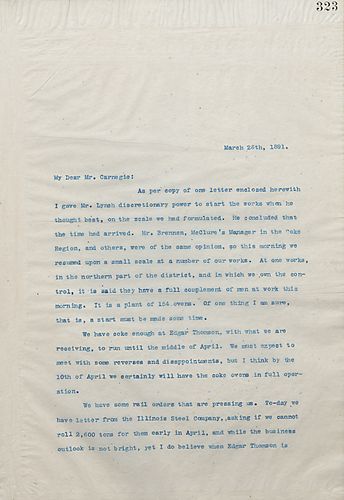 323
March 26th, 1891.
My Dear Mr. Carnegie:
As per copy of one letter enclosed herewith
I gave Mr. Lynch discretionary power to start the works when he
thought best, on the scale we had formulated. He concluded that
the time had arrived. Mr. Brennen, McClure's Manager in the Coke
Region, and others, were of the same opinion, so this morning we
resumed upon a small scale at a number of our works. At one works,
in the northern part of the district, and in which we own the con-
trol, it is said they have a full complement of men at work this
morning. It is a plant of 154 ovens. Of one thing I am sure,
that is, a start must be made some time.
We have coke enough at Edgar Thomson, with what we are
receiving, to run until the middle of April. We must expect to
meet with some reverses and disappointments, but I think by the
10th of April we certainly will have the coke ovens in full oper-
ation.
We have some rail orders that are pressing us. To-day we
have letter from the Illinois Steel Company, asking if we cannot
roll 2,600 tons for them early in April, and while the business
outlook is not bright, yet I do believe when Edgar Thomson is